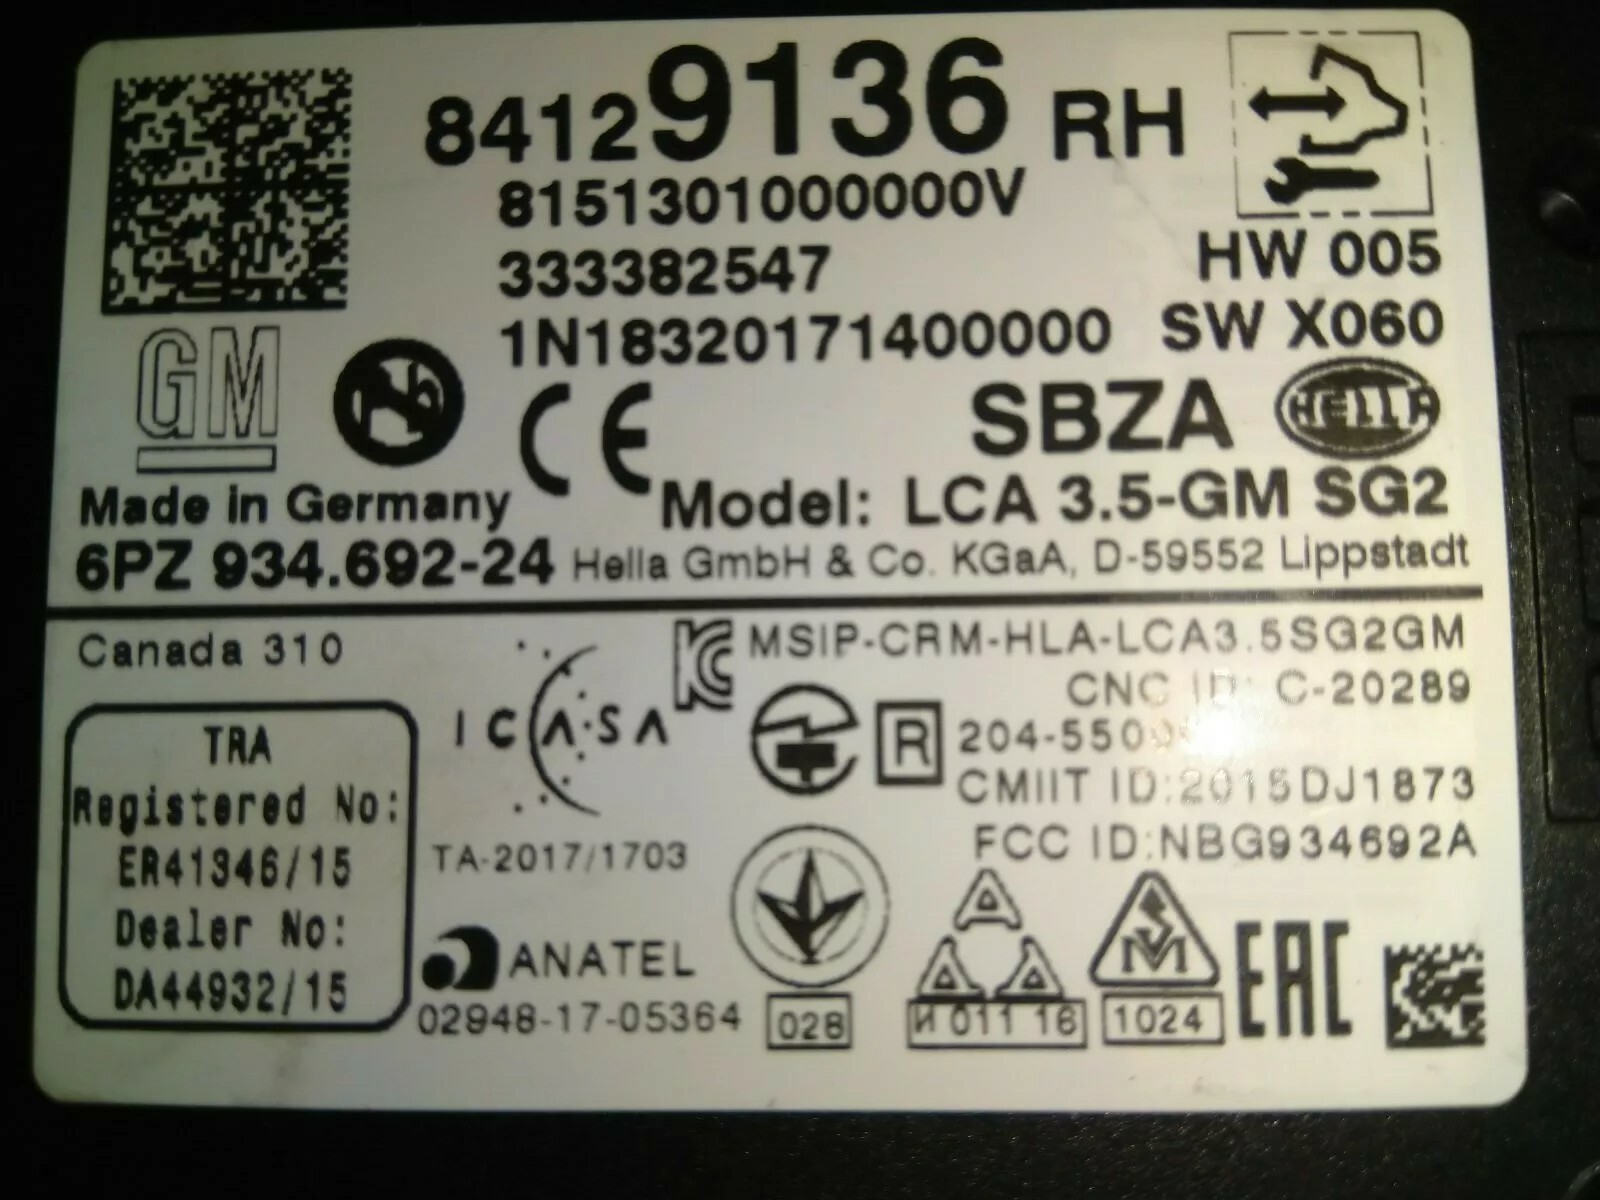 84129136 RH
8151301000000V
333382547
HW 005
1N18320171400000 SW X060
GM
CE
SBZA HELLA
Made in Germany
Model: LCA 3.5-GM SG2
6PZ 934.692-24 Hella GmbH & Co. KGaA, D-59552 Lippstadt
Canada 310
MSIP-CRM-HLA-LCA3.5SG2GM
CNC ID: C-20289
ICASA
R
CMIIT ID:2015DJ1873
FCC ID:NBG934692A
TRA
Registered No:
ER41346/15
Dealer No:
DA44932/15
TA-2017/1703
ANATEL
02948-17-05364
028
И 011 16
1024
EAC